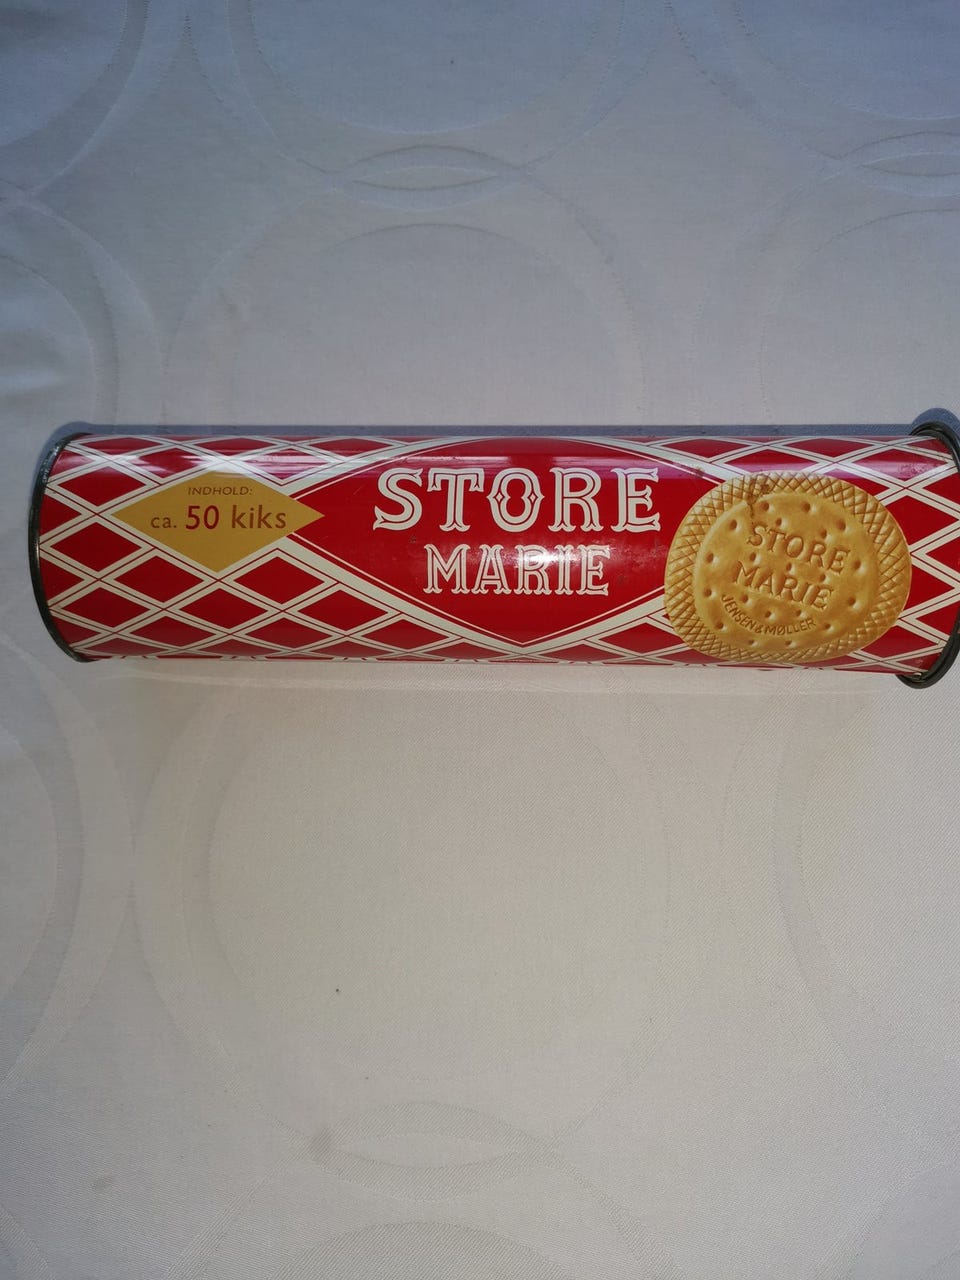 INDHOLD:
ca. 50 kiks
STORE
MARIE
STORE
MARIE
JENSEN & MØLLER